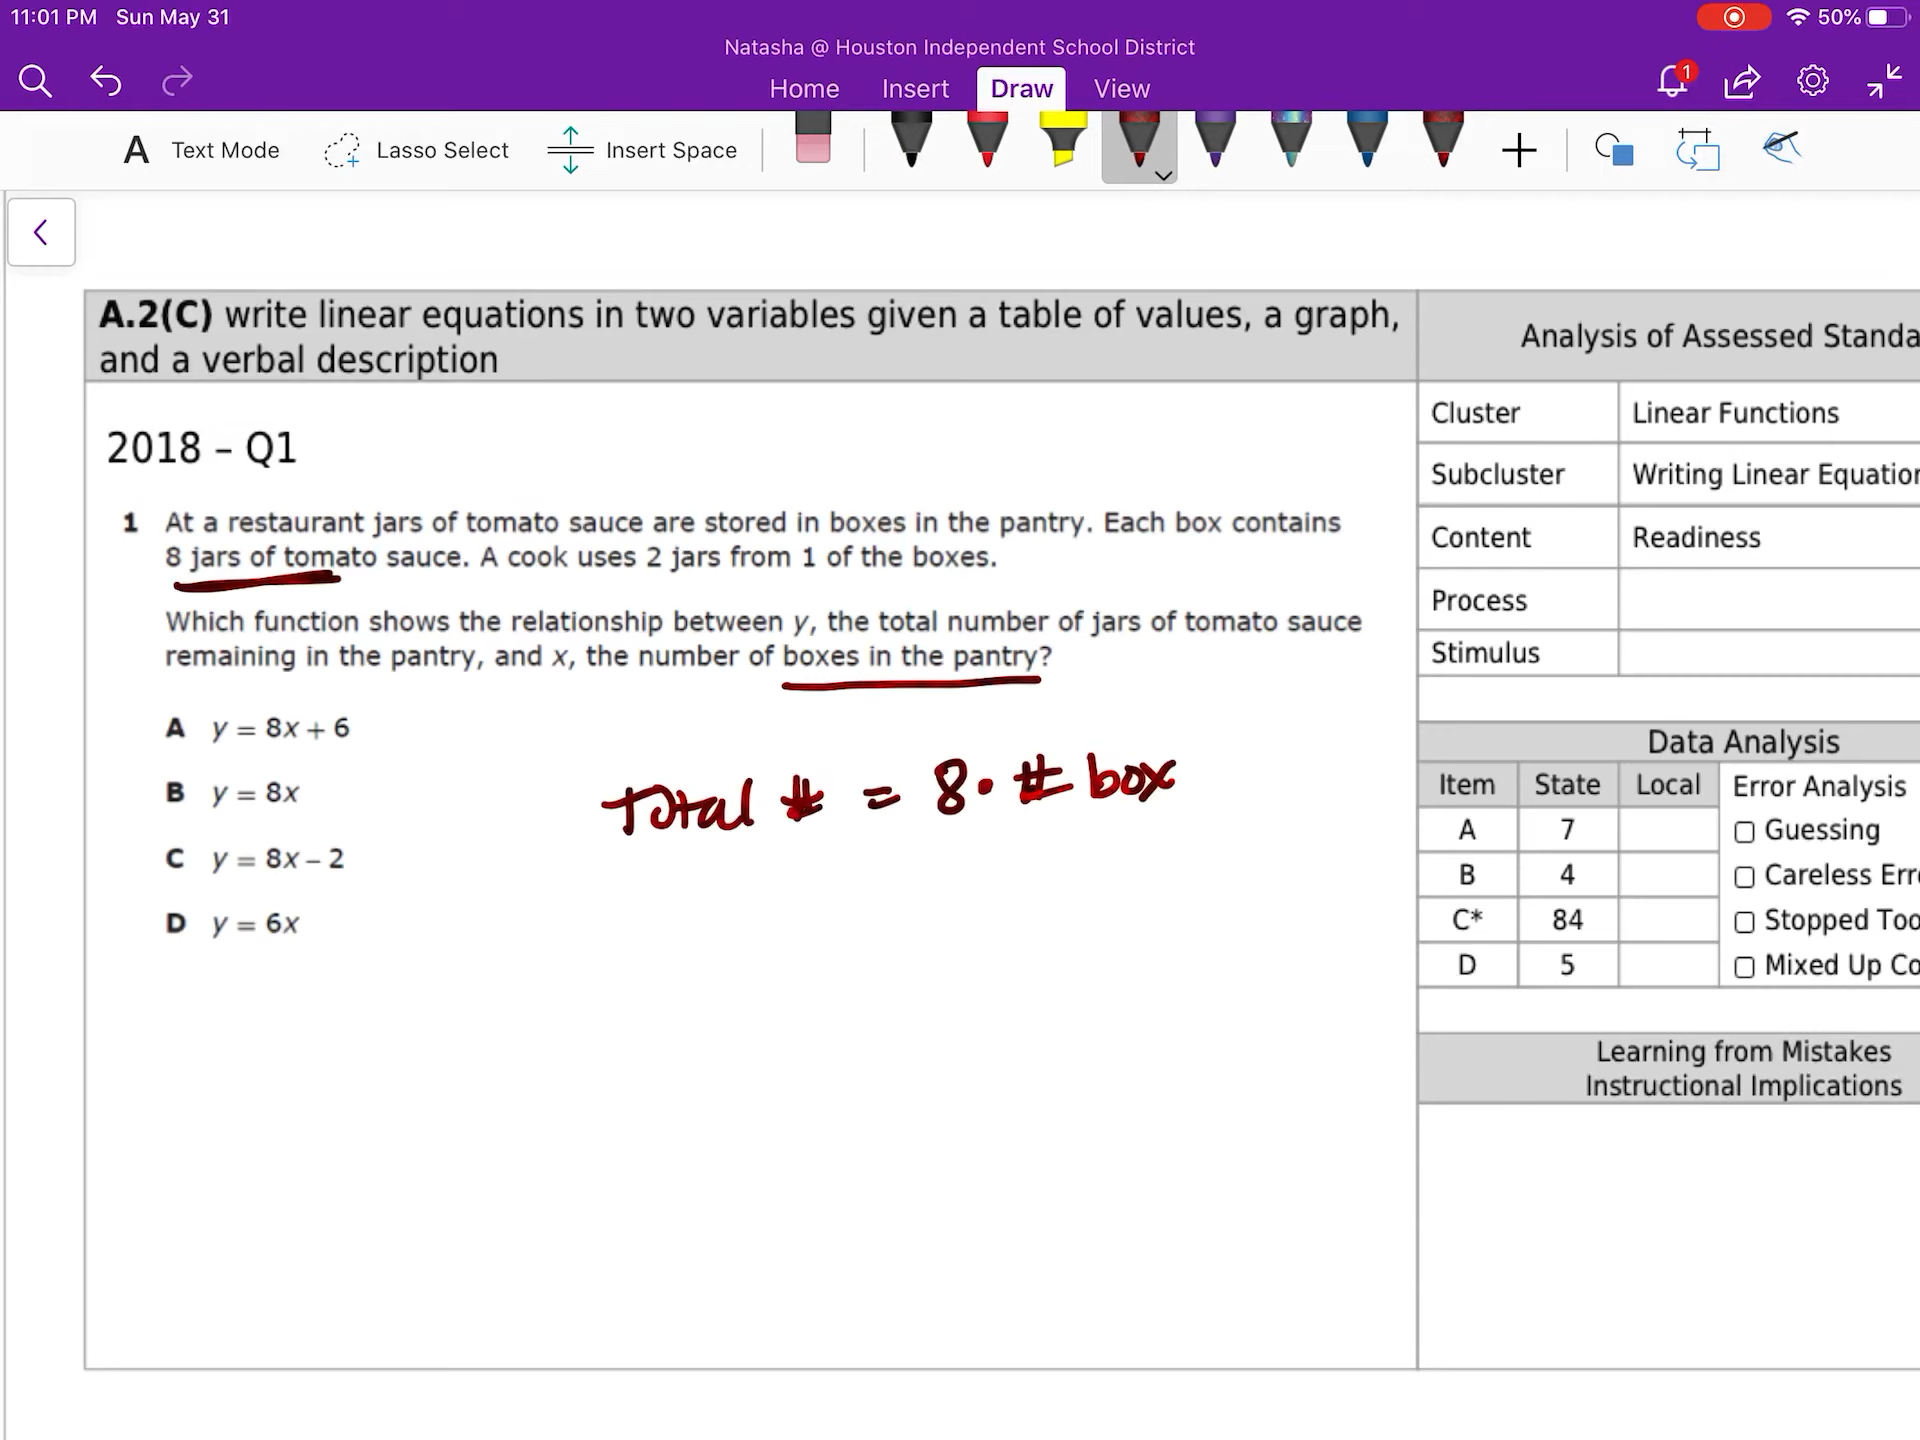 11:01 PM Sun May 31
50%
Natasha @ Houston Independent School District
Home Insert Draw View
1
A Text Mode Lasso Select Insert Space
A.2(C) write linear equations in two variables given a table of values, a graph,
and a verbal description
2018 – Q1
1 At a restaurant jars of tomato sauce are stored in boxes in the pantry. Each box contains
8 jars of tomato sauce. A cook uses 2 jars from 1 of the boxes.
Which function shows the relationship between y, the total number of jars of tomato sauce
remaining in the pantry, and x, the number of boxes in the pantry?
A y = 8x + 6
B y = 8x
C y = 8x – 2
D y = 6x
Total # = 8 · # box
Analysis of Assessed Standa
Cluster Linear Functions
Subcluster Writing Linear Equation
Content Readiness
Process
Stimulus
Data Analysis
Item State Local Error Analysis
A 7 Guessing
B 4 Careless Erro
C* 84 Stopped Too
D 5 Mixed Up Co
Learning from Mistakes
Instructional Implications